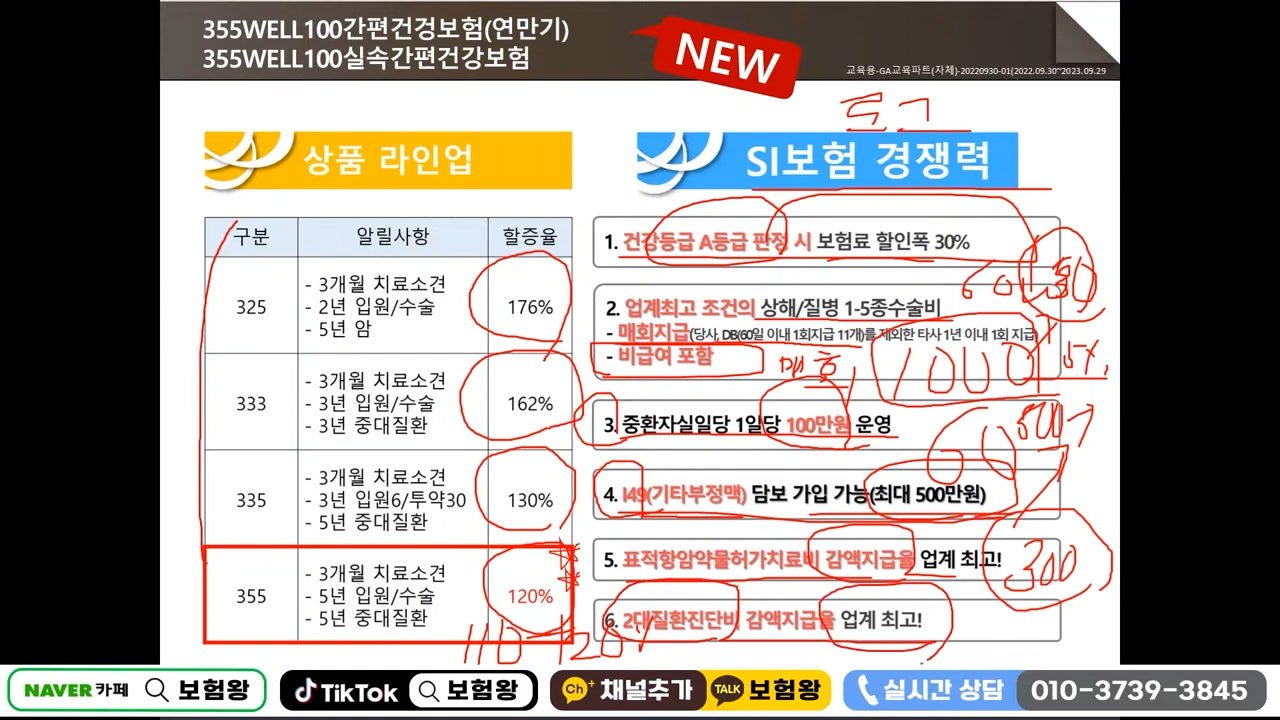 355WELL100간편건겅보험(연만기)
355WELL100실속간편건강보험
NEW
교육용-GA교육파트(자체)-20220930-01(2022.09.30~2023.09.29
상품 라인업
구분 알릴사항 할증율
325
- 3개월 치료소견
- 2년 입원/수술
- 5년 암
176%
333
- 3개월 치료소견
- 3년 입원/수술
- 3년 중대질환
162%
335
- 3개월 치료소견
- 3년 입원6/투약30
- 5년 중대질환
130%
355
- 3개월 치료소견
- 5년 입원/수술
- 5년 중대질환
120%
110 120%
SI보험 경쟁력
1. 건강등급 A등급 판정 시 보험료 할인폭 30%
2. 업계최고 조건의 상해/질병 1-5종수술비
- 매회지급(당사, DB(60일 이내 1회지급 11개)를 제외한 타사 1년 이내 1회 지급)
- 비급여 포함
매회
1000
3. 중환자실일당 1일당 100만원 운영
4. I49(기타부정맥) 담보 가입 가능(최대 500만원)
5. 표적항암약물허가치료비 감액지급율 업계 최고!
300
6. 2대질환진단비 감액지급율 업계 최고!
NAVER 카페 보험왕 TikTok 보험왕 Ch+ 채널추가 TALK 보험왕 실시간 상담 010-3739-3845